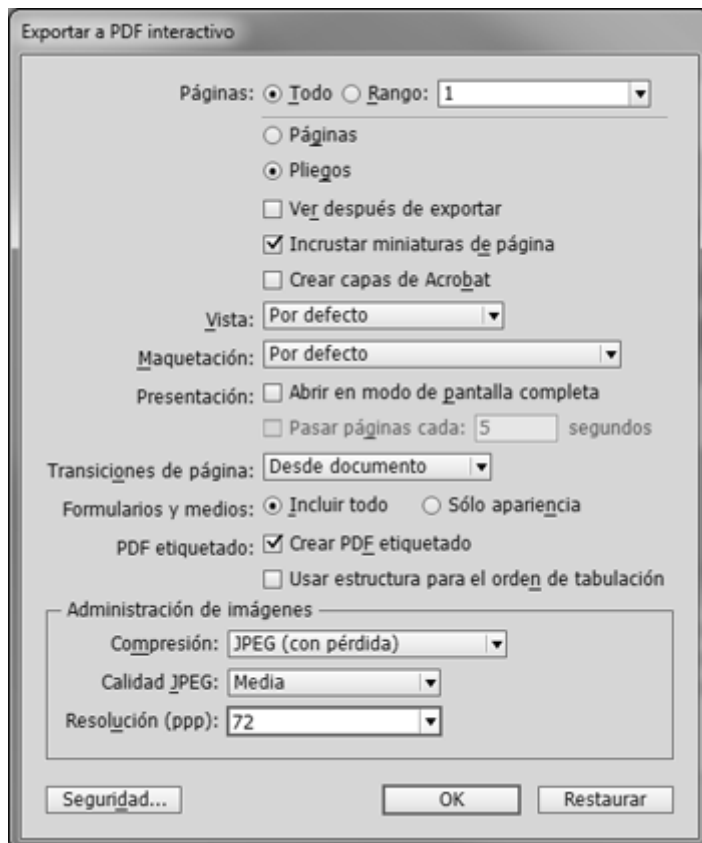 Exportar a PDF interactivo
Páginas: Todo Rango: 1
Páginas
Pliegos
Ver después de exportar
Incrustar miniaturas de página
Crear capas de Acrobat
Vista: Por defecto
Maquetación: Por defecto
Presentación: Abrir en modo de pantalla completa
Pasar páginas cada: 5 segundos
Transiciones de página: Desde documento
Formularios y medios: Incluir todo Sólo apariencia
PDF etiquetado: Crear PDF etiquetado
Usar estructura para el orden de tabulación
Administración de imágenes
Compresión: JPEG (con pérdida)
Calidad JPEG: Media
Resolución (ppp): 72
Seguridad... OK Restaurar